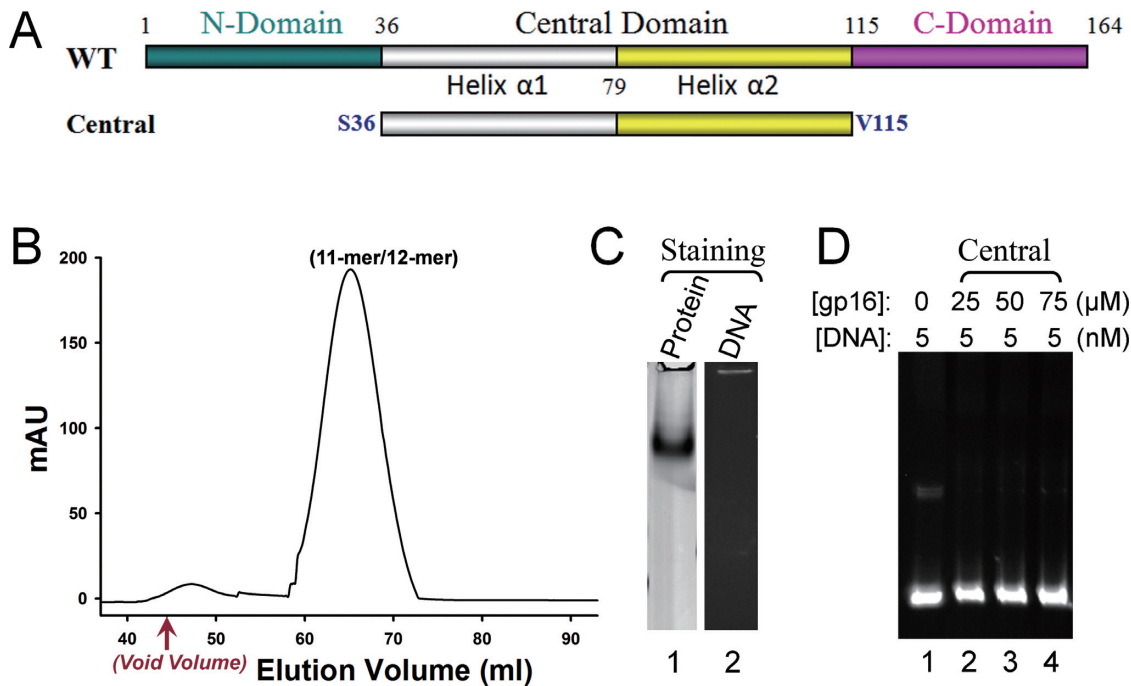 A
1 N-Domain 36 Central Domain 115 C-Domain 164
WT
Helix α1 79 Helix α2
Central S36 V115
B
(11-mer/12-mer)
200
150
100
50
0
mAU
40 50 60 70 80 90
(Void Volume)
Elution Volume (ml)
C
Staining
Protein DNA
1 2
D
Central
[gp16]: 0 25 50 75 (µM)
[DNA]: 5 5 5 5 (nM)
1 2 3 4